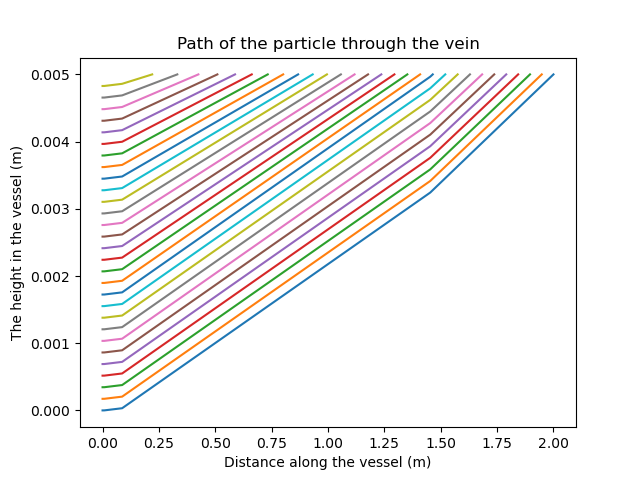 Path of the particle through the vein
0.005
0.004
0.003
0.002
0.001
0.000
The height in the vessel (m)
0.00 0.25 0.50 0.75 1.00 1.25 1.50 1.75 2.00
Distance along the vessel (m)